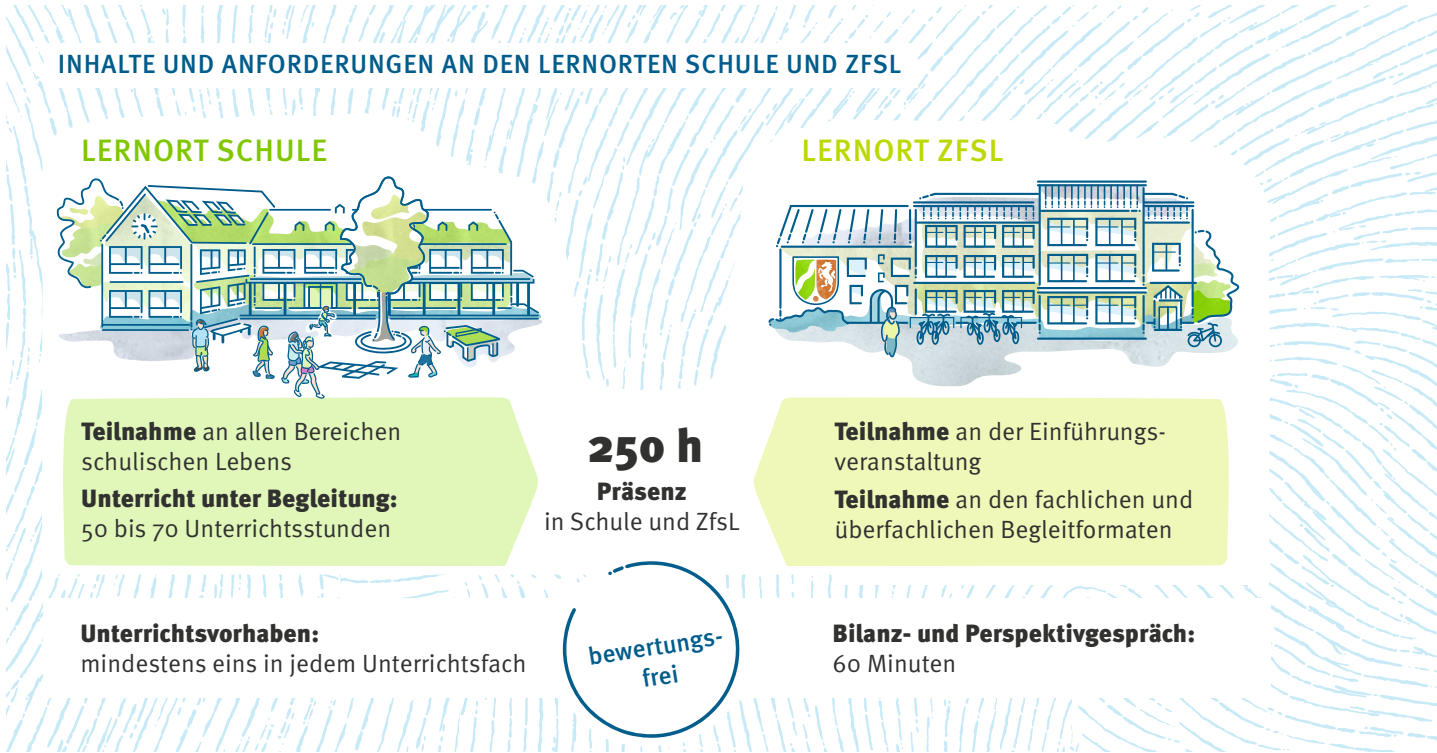 INHALTE UND ANFORDERUNGEN AN DEN LERNORTEN SCHULE UND ZFSL
LERNORT SCHULE
Teilnahme an allen Bereichen
schulischen Lebens
Unterricht unter Begleitung:
50 bis 70 Unterrichtsstunden
250 h
Präsenz
in Schule und ZfsL
LERNORT ZFSL
Teilnahme an der Einführungs-
veranstaltung
Teilnahme an den fachlichen und
überfachlichen Begleitformaten
Unterrichtsvorhaben:
mindestens eins in jedem Unterrichtsfach
bewertungs-
frei
Bilanz- und Perspektivgespräch:
60 Minuten